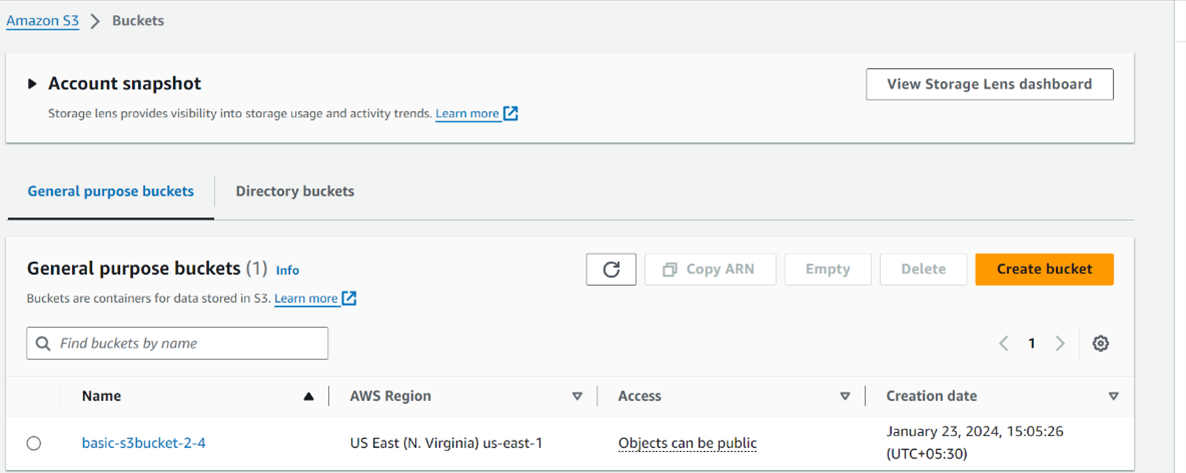 Amazon S3 > Buckets
Account snapshot
View Storage Lens dashboard
Storage lens provides visibility into storage usage and activity trends. Learn more
General purpose buckets
Directory buckets
General purpose buckets (1) Info
Copy ARN
Empty
Delete
Create bucket
Buckets are containers for data stored in S3. Learn more
Find buckets by name
1
Name
AWS Region
Access
Creation date
basic-s3bucket-2-4
US East (N. Virginia) us-east-1
Objects can be public
January 23, 2024, 15:05:26
(UTC+05:30)